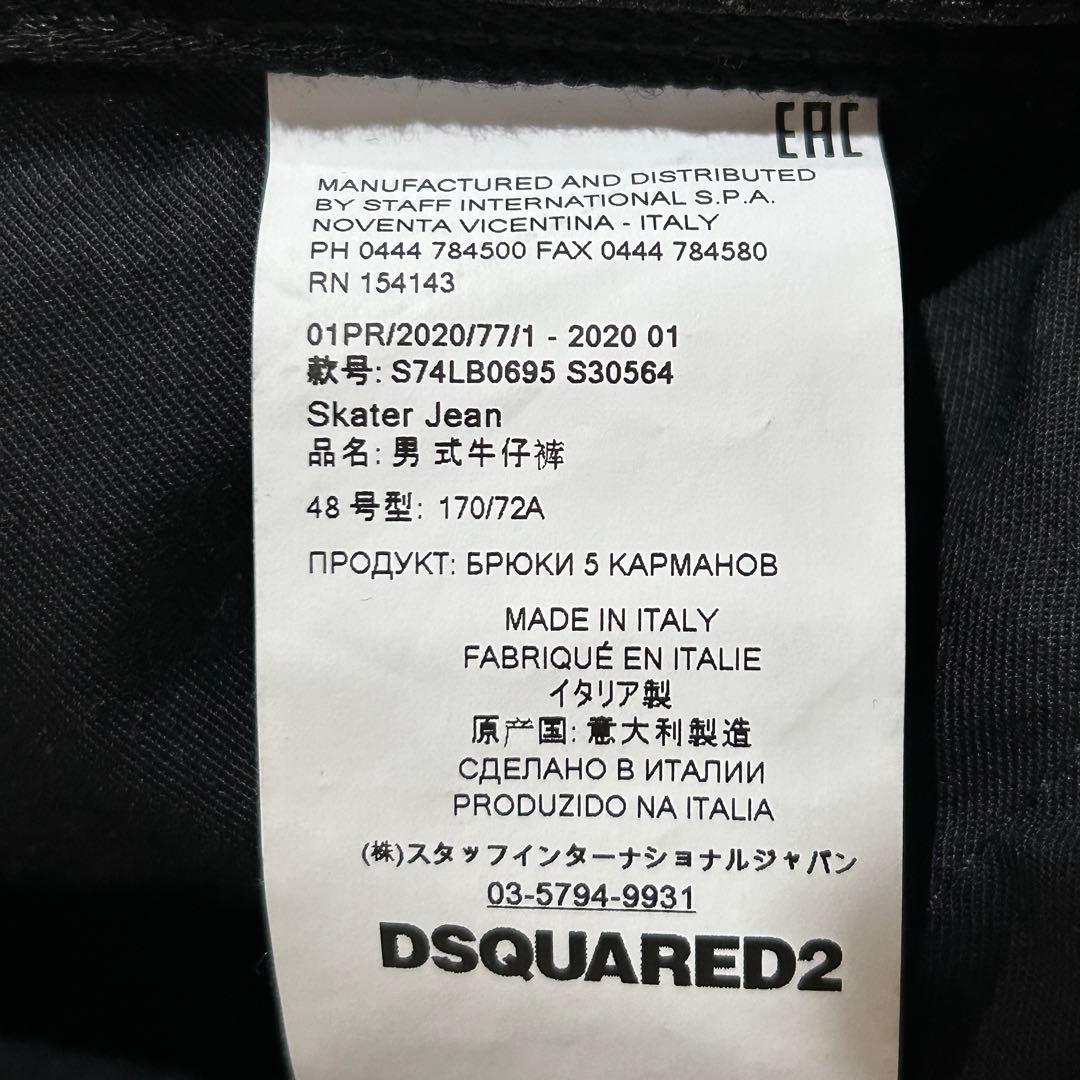 EAC
MANUFACTURED AND DISTRIBUTED
BY STAFF INTERNATIONAL S.P.A.
NOVENTA VICENTINA - ITALY
PH 0444 784500 FAX 0444 784580
RN 154143
01PR/2020/77/1 - 2020 01
款号: S74LB0695 S30564
Skater Jean
品名: 男 式牛仔裤
48 号型: 170/72A
ПРОДУКТ: БРЮКИ 5 КАРМАНОВ
MADE IN ITALY
FABRIQUÉ EN ITALIE
イタリア製
原产国: 意大利製造
СДЕЛАНО В ИТАЛИИ
PRODUZIDO NA ITALIA
(株)スタッフインターナショナルジャパン
03-5794-9931
DSQUARED2